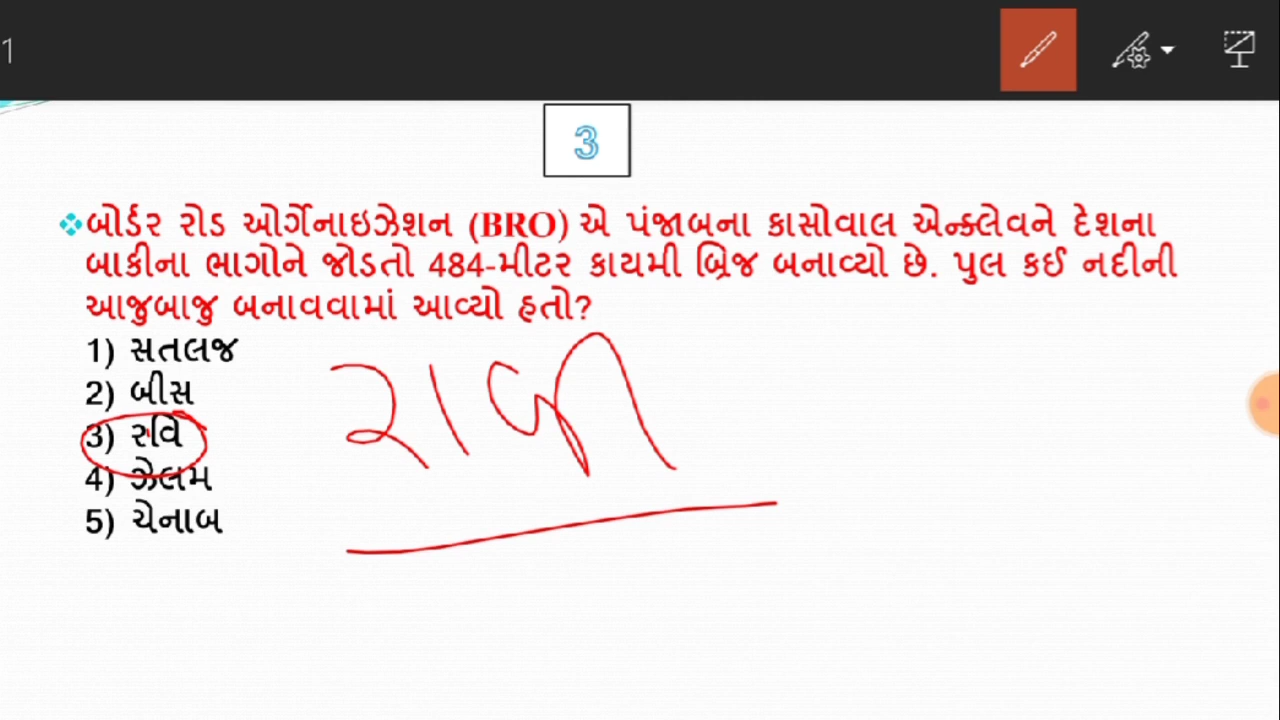 1
3
બોર્ડર રોડ ઓર્ગેનાઇઝેશન (BRO) એ પંજાબના કાસોવાલ એન્ક્લેવને દેશના
બાકીના ભાગોને જોડતો 484-મીટર કાયમી બ્રિજ બનાવ્યો છે. પુલ કઈ નદીની
આજુબાજુ બનાવવામાં આવ્યો હતો?
1) સતલજ
2) બીસ
3) રવિ
4) ઝેલમ
5) ચેનાબ